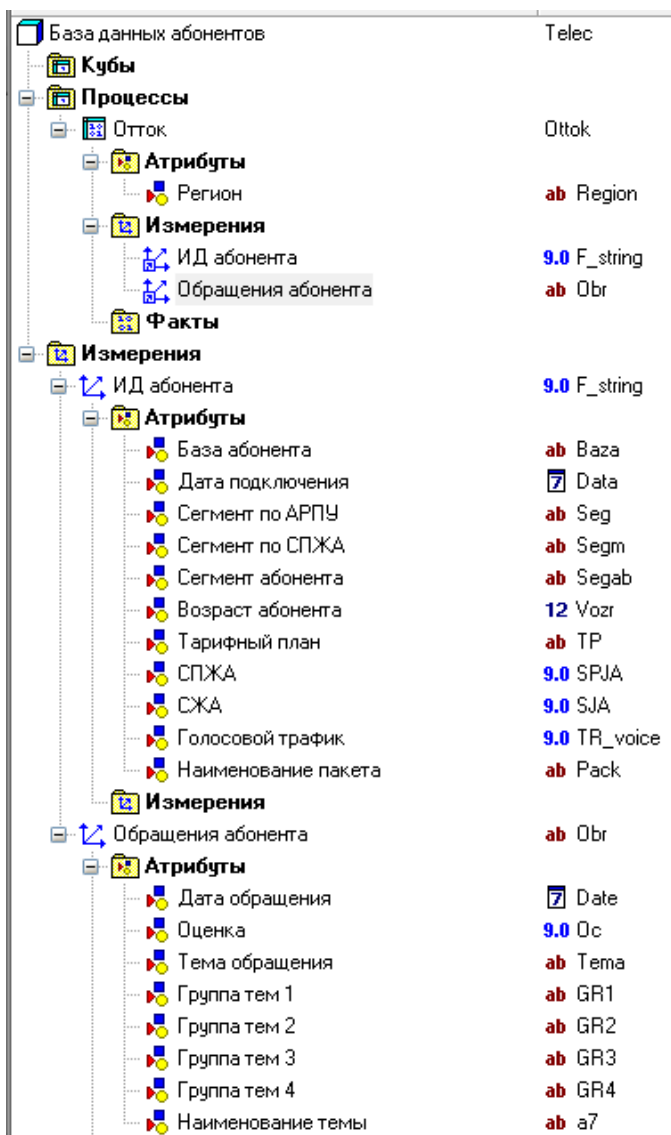 База данных абонентов Telec
Кубы
Процессы
Отток Ottok
Атрибуты
Регион ab Region
Измерения
ИД абонента 9.0 F_string
Обращения абонента ab Obr
Факты
Измерения
ИД абонента 9.0 F_string
Атрибуты
База абонента ab Baza
Дата подключения 7 Data
Сегмент по АРПУ ab Seg
Сегмент по СПЖА ab Segm
Сегмент абонента ab Segab
Возраст абонента 12 Vozr
Тарифный план ab TP
СПЖА 9.0 SPJA
СЖА 9.0 SJA
Голосовой трафик 9.0 TR_voice
Наименование пакета ab Pack
Измерения
Обращения абонента ab Obr
Атрибуты
Дата обращения 7 Date
Оценка 9.0 Oc
Тема обращения ab Tema
Группа тем 1 ab GR1
Группа тем 2 ab GR2
Группа тем 3 ab GR3
Группа тем 4 ab GR4
Наименование темы ab a7